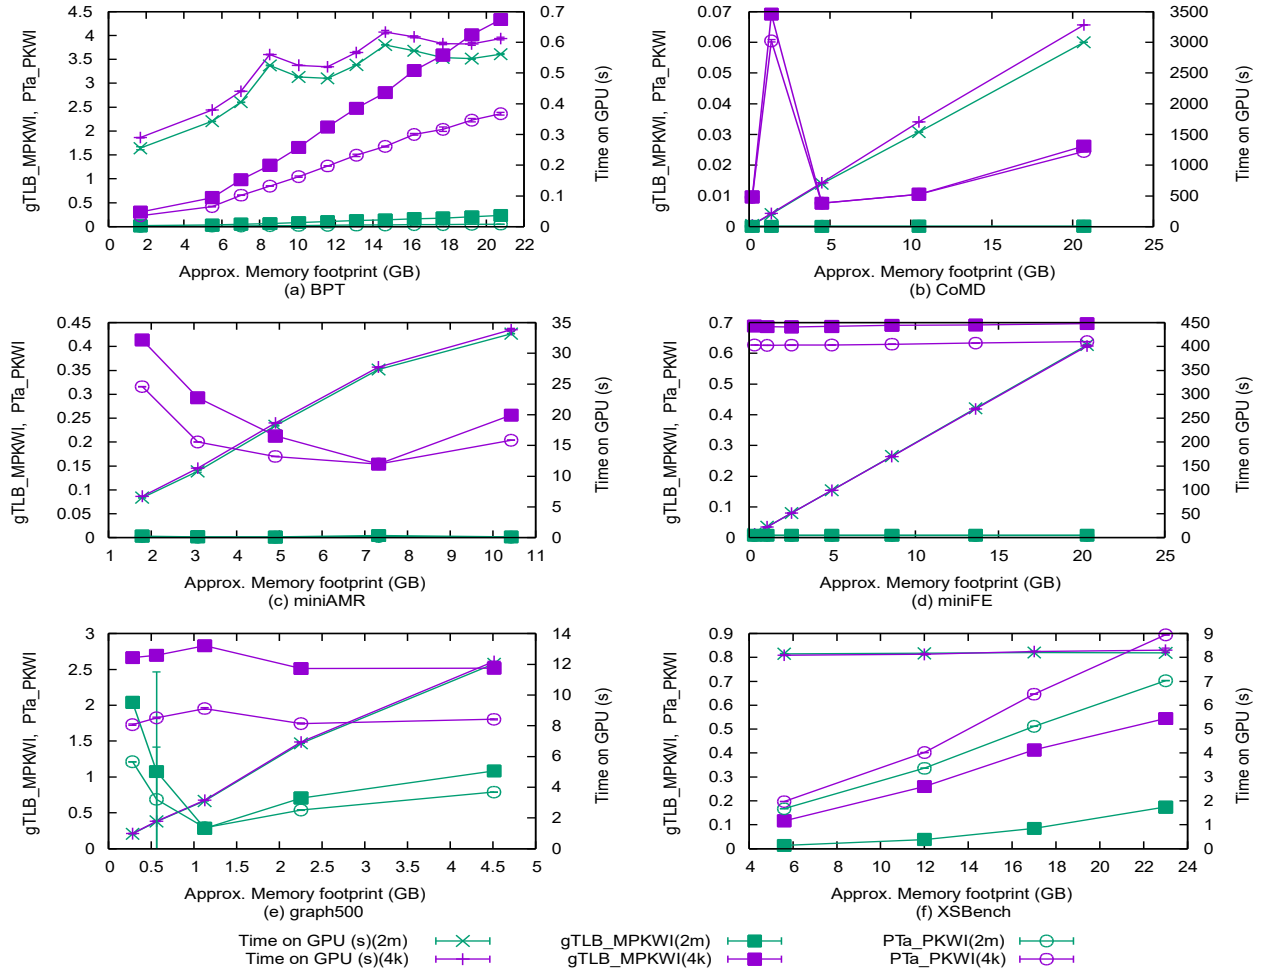 gTLB_MPKWI, PTa_PKWI
4.5
4
3.5
3
2.5
2
1.5
1
0.5
0
0 2 4 6 8 10 12 14 16 18 20 22
0.7
0.6
0.5
0.4
0.3
0.2
0.1
0
Time on GPU (s)
Approx. Memory footprint (GB)
(a) BPT
gTLB_MPKWI, PTa_PKWI
0.07
0.06
0.05
0.04
0.03
0.02
0.01
0
0 5 10 15 20 25
3500
3000
2500
2000
1500
1000
500
0
Time on GPU (s)
Approx. Memory footprint (GB)
(b) CoMD
gTLB_MPKWI, PTa_PKWI
0.45
0.4
0.35
0.3
0.25
0.2
0.15
0.1
0.05
0
1 2 3 4 5 6 7 8 9 10 11
35
30
25
20
15
10
5
0
Time on GPU (s)
Approx. Memory footprint (GB)
(c) miniAMR
gTLB_MPKWI, PTa_PKWI
0.7
0.6
0.5
0.4
0.3
0.2
0.1
0
0 5 10 15 20 25
450
400
350
300
250
200
150
100
50
0
Time on GPU (s)
Approx. Memory footprint (GB)
(d) miniFE
gTLB_MPKWI, PTa_PKWI
3
2.5
2
1.5
1
0.5
0
0 0.5 1 1.5 2 2.5 3 3.5 4 4.5 5
14
12
10
8
6
4
2
0
Time on GPU (s)
Approx. Memory footprint (GB)
(e) graph500
gTLB_MPKWI, PTa_PKWI
0.9
0.8
0.7
0.6
0.5
0.4
0.3
0.2
0.1
0
4 6 8 10 12 14 16 18 20 22 24
9
8
7
6
5
4
3
2
1
0
Time on GPU (s)
Approx. Memory footprint (GB)
(f) XSBench
Time on GPU (s)(2m)
Time on GPU (s)(4k)
gTLB_MPKWI(2m)
gTLB_MPKWI(4k)
PTa_PKWI(2m)
PTa_PKWI(4k)